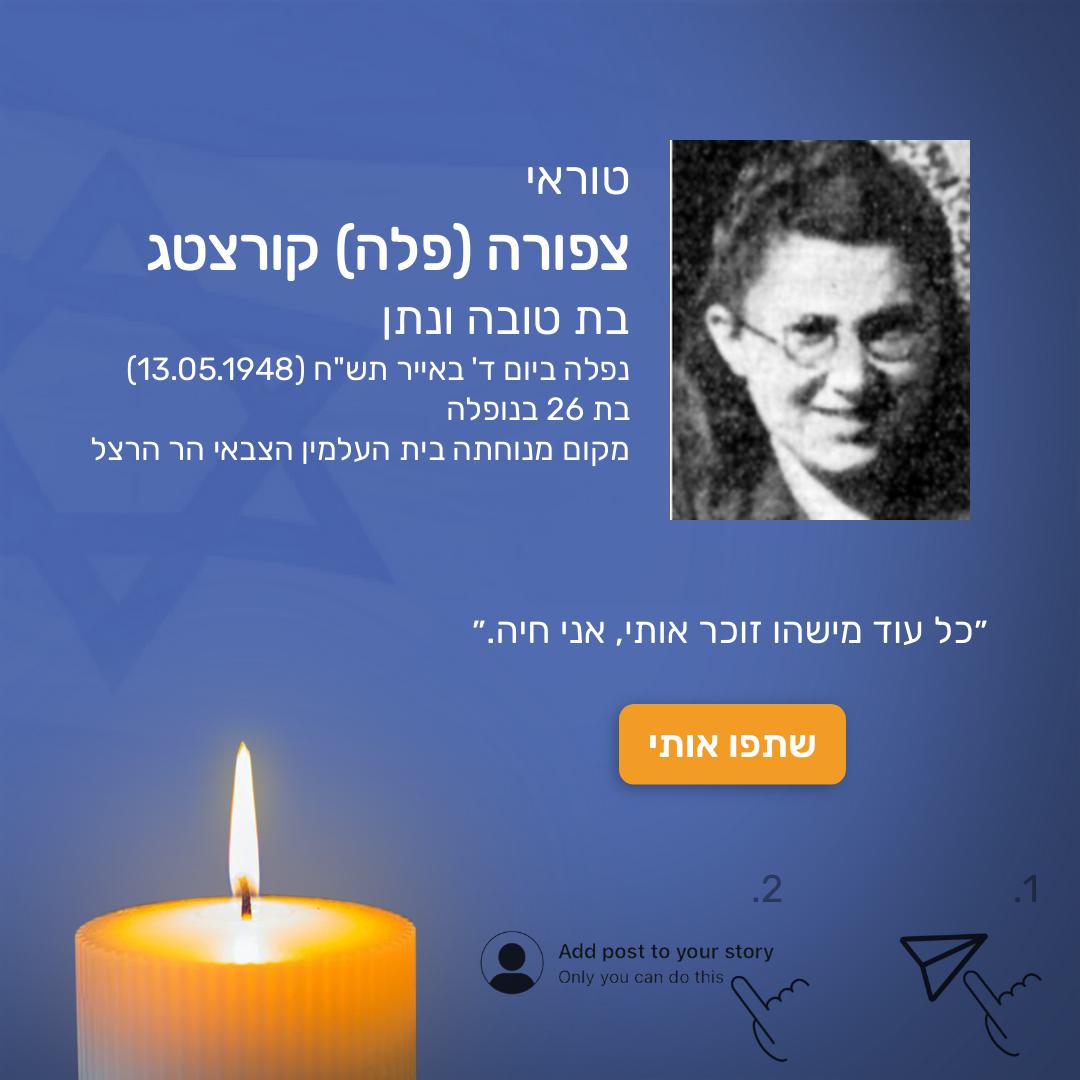 טוראי
צפורה (פלה) קורצטג
בת טובה ונתן
נפלה ביום ד' באייר תש"ח (13.05.1948)
בת 26 בנופלה
מקום מנוחתה בית העלמין הצבאי הר הרצל
״כל עוד מישהו זוכר אותי, אני חיה.״
שתפו אותי
1.
2.
Add post to your story
Only you can do this